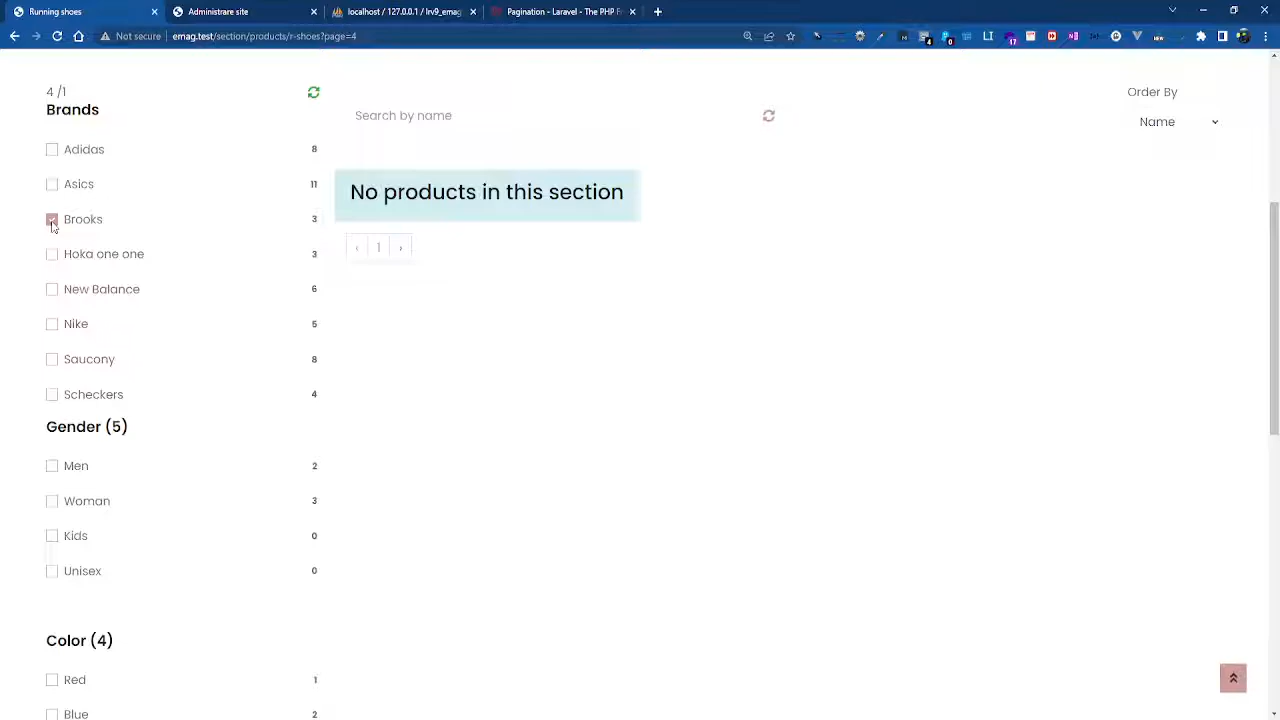 Running shoes
Administrare site
localhost / 127.0.0.1 / lrv9_emag
Pagination - Laravel - The PHP Fr
Not secure
emag.test/section/products/r-shoes?page=4
4 /1
Brands
Adidas 8
Asics 11
Brooks 3
Hoka one one 3
New Balance 6
Nike 5
Saucony 8
Scheckers 4
Gender (5)
Men 2
Woman 3
Kids 0
Unisex 0
Color (4)
Red 1
Blue 2
Search by name
Order By
Name
No products in this section
‹ 1 ›